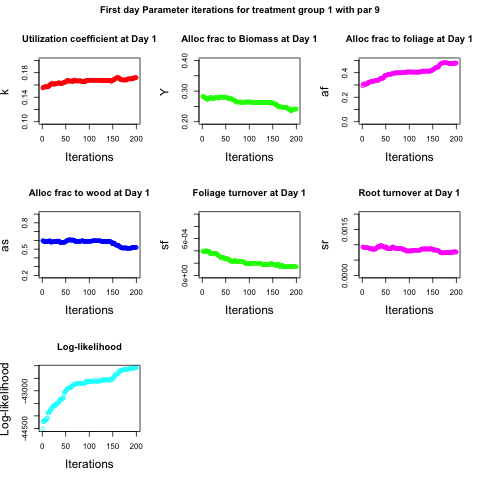 First day Parameter iterations for treatment group 1 with par 9
Utilization coefficient at Day 1
Alloc frac to Biomass at Day 1
Alloc frac to foliage at Day 1
k
0.10 0.14 0.18
0 50 100 150 200
Iterations
Y
0.20 0.30 0.40
0 50 100 150 200
Iterations
af
0.0 0.2 0.4
0 50 100 150 200
Iterations
Alloc frac to wood at Day 1
Foliage turnover at Day 1
Root turnover at Day 1
as
0.2 0.5 0.8
0 50 100 150 200
Iterations
sf
0e+00 6e-04
0 50 100 150 200
Iterations
sr
0.0000 0.0015
0 50 100 150 200
Iterations
Log-likelihood
Log-likelihood
-444500 -443000
0 50 100 150 200
Iterations